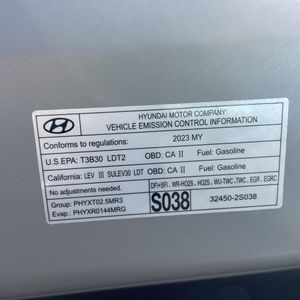 HYUNDAI MOTOR COMPANY
VEHICLE EMISSION CONTROL INFORMATION
Conforms to regulations: 2023 MY
U.S.EPA: T3B30 LDT2 OBD: CA II Fuel: Gasoline
California: LEV III SULEV30 LDT OBD: CA II Fuel: Gasoline
No adjustments needed. DFI+SFI, WR-HO2S, HO2S, WU-TWC, TWC, EGR, EGRC
Group: PHYXT02.5MR3 S038 32450-2S038
Evap.: PHYXR0144MRG